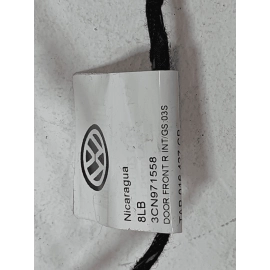 Nicaragua
8LB
3CN971558
DOOR FRONT R INT/GS:03S